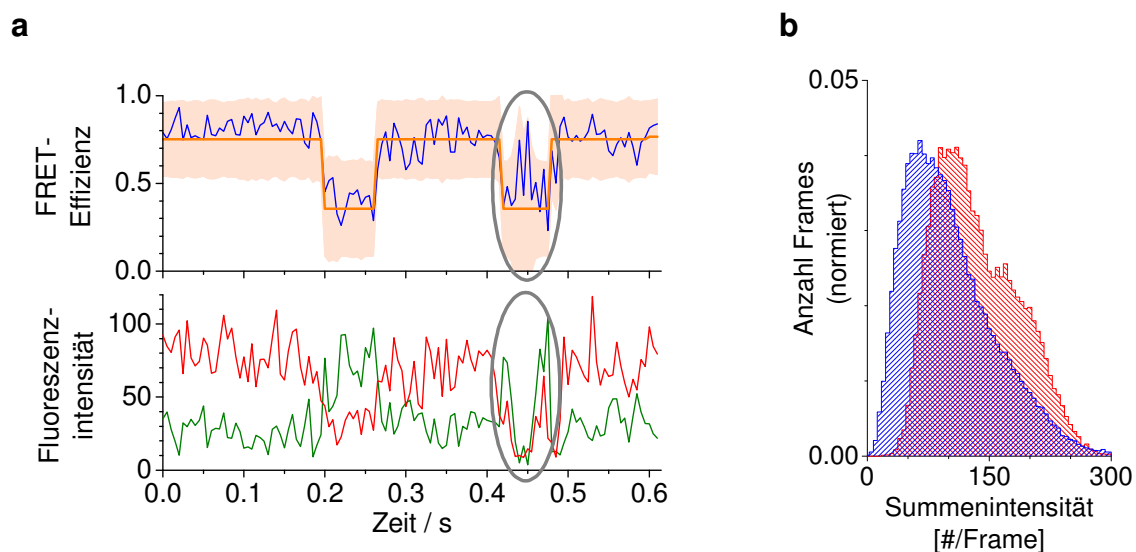 a
1.0
0.5
0.0
FRET-
Effizienz
100
50
0
Fluoreszenz-
intensität
0.0 0.1 0.2 0.3 0.4 0.5 0.6
Zeit / s
b
0.05
0.00
Anzahl Frames
(normiert)
0 150 300
Summenintensität
[#/Frame]